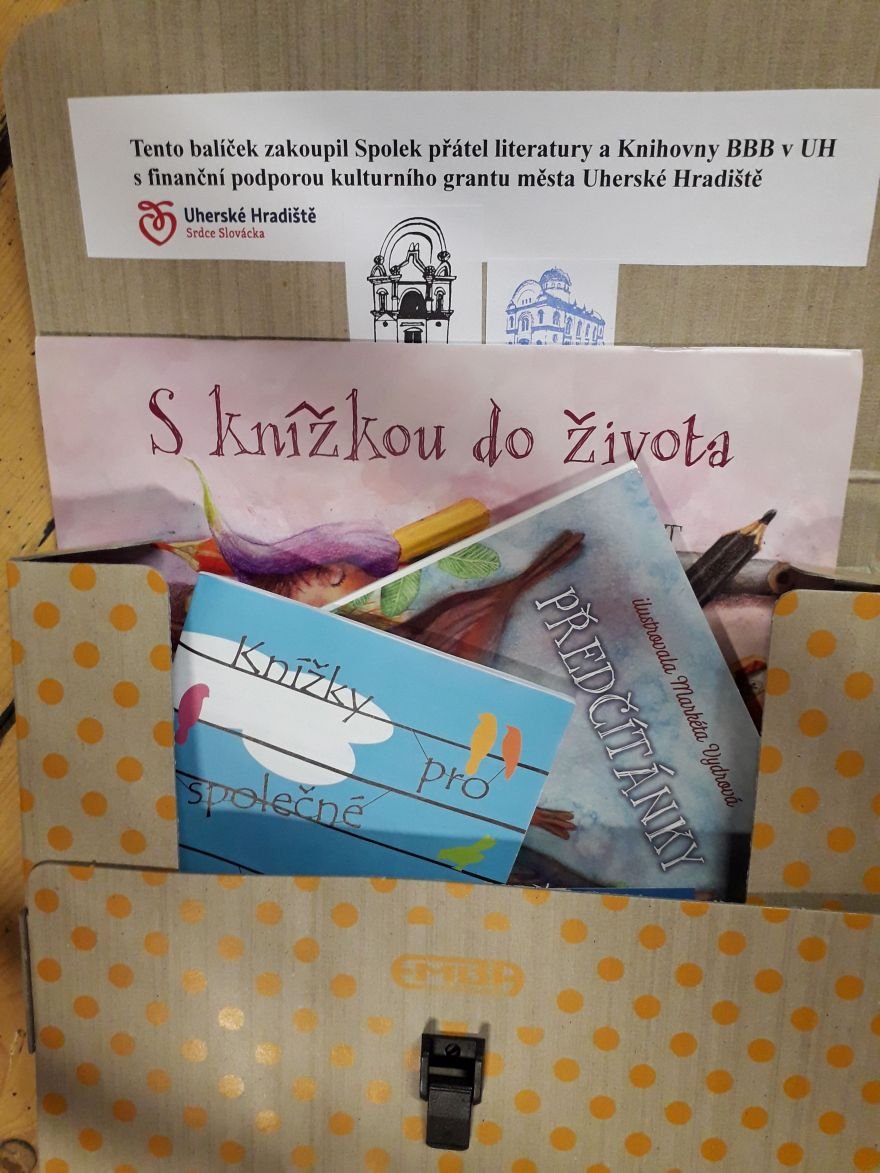 Tento balíček zakoupil Spolek přátel literatury a Knihovny BBB v UH
s finanční podporou kulturního grantu města Uherské Hradiště
Uherské Hradiště
Srdce Slovácka
S knížkou do života
ilustrovala Markéta Vydrová
PŘEDČÍTÁNKY
Knížky
pro
společné
EMBA